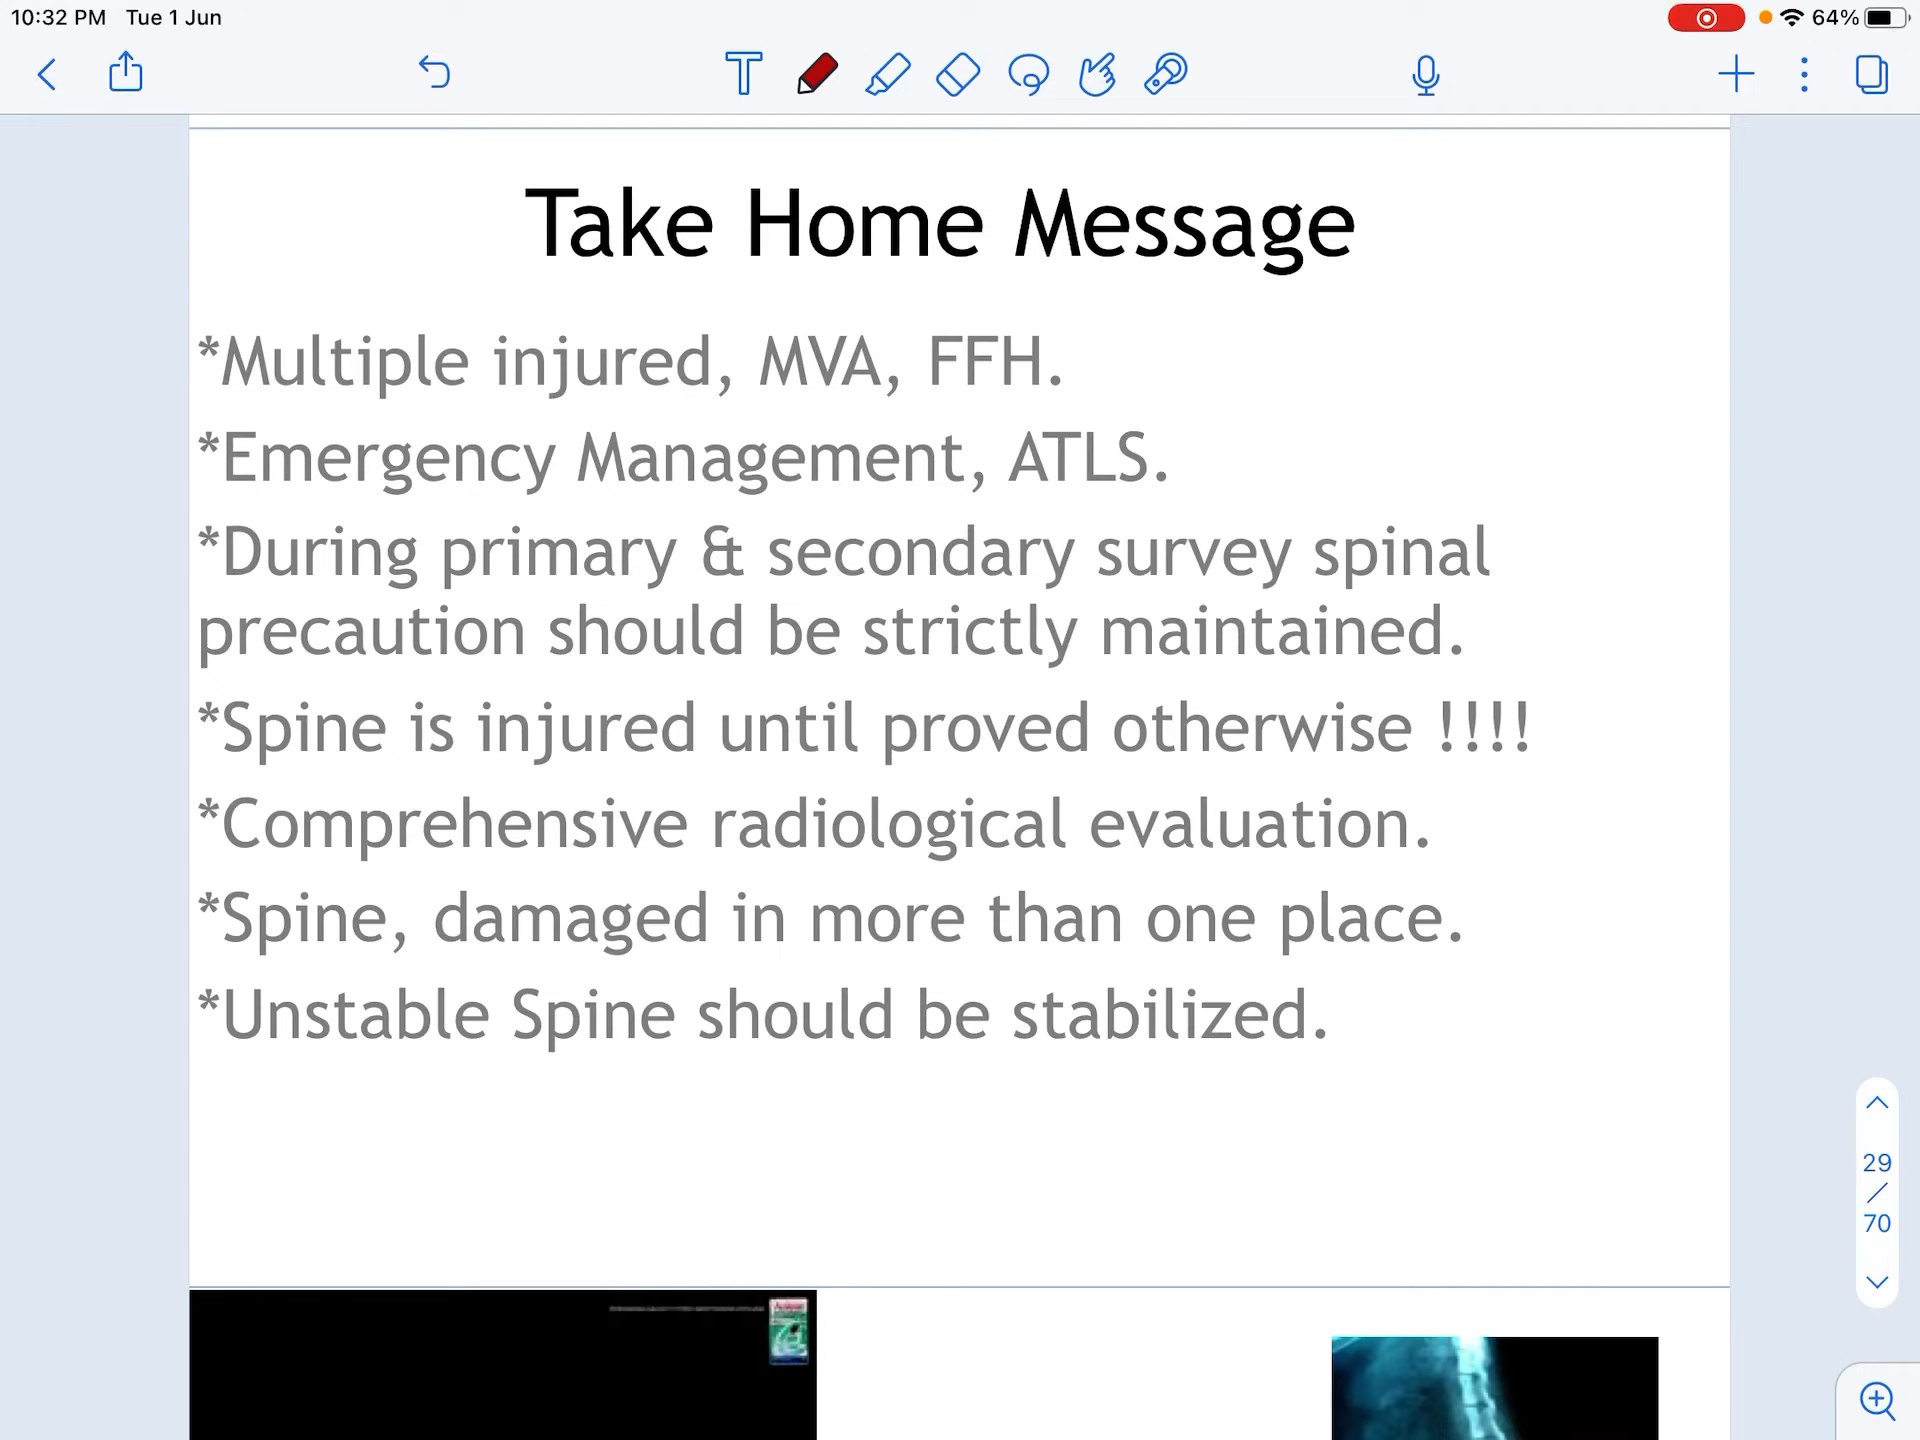 10:32 PM Tue 1 Jun
64%
Take Home Message
*Multiple injured, MVA, FFH.
*Emergency Management, ATLS.
*During primary & secondary survey spinal
precaution should be strictly maintained.
*Spine is injured until proved otherwise !!!!
*Comprehensive radiological evaluation.
*Spine, damaged in more than one place.
*Unstable Spine should be stabilized.
29
/
70